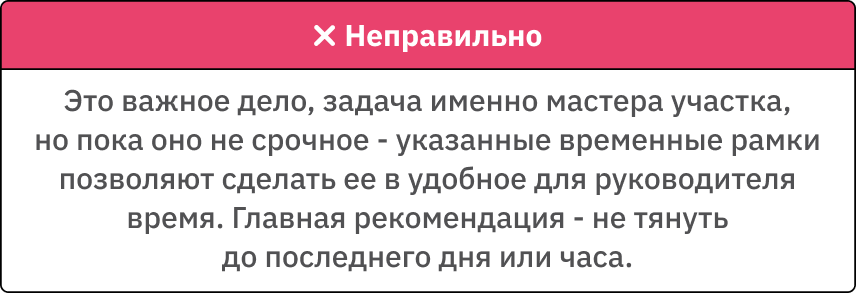 × Неправильно
Это важное дело, задача именно мастера участка,
но пока оно не срочное - указанные временные рамки
позволяют сделать ее в удобное для руководителя
время. Главная рекомендация - не тянуть
до последнего дня или часа.